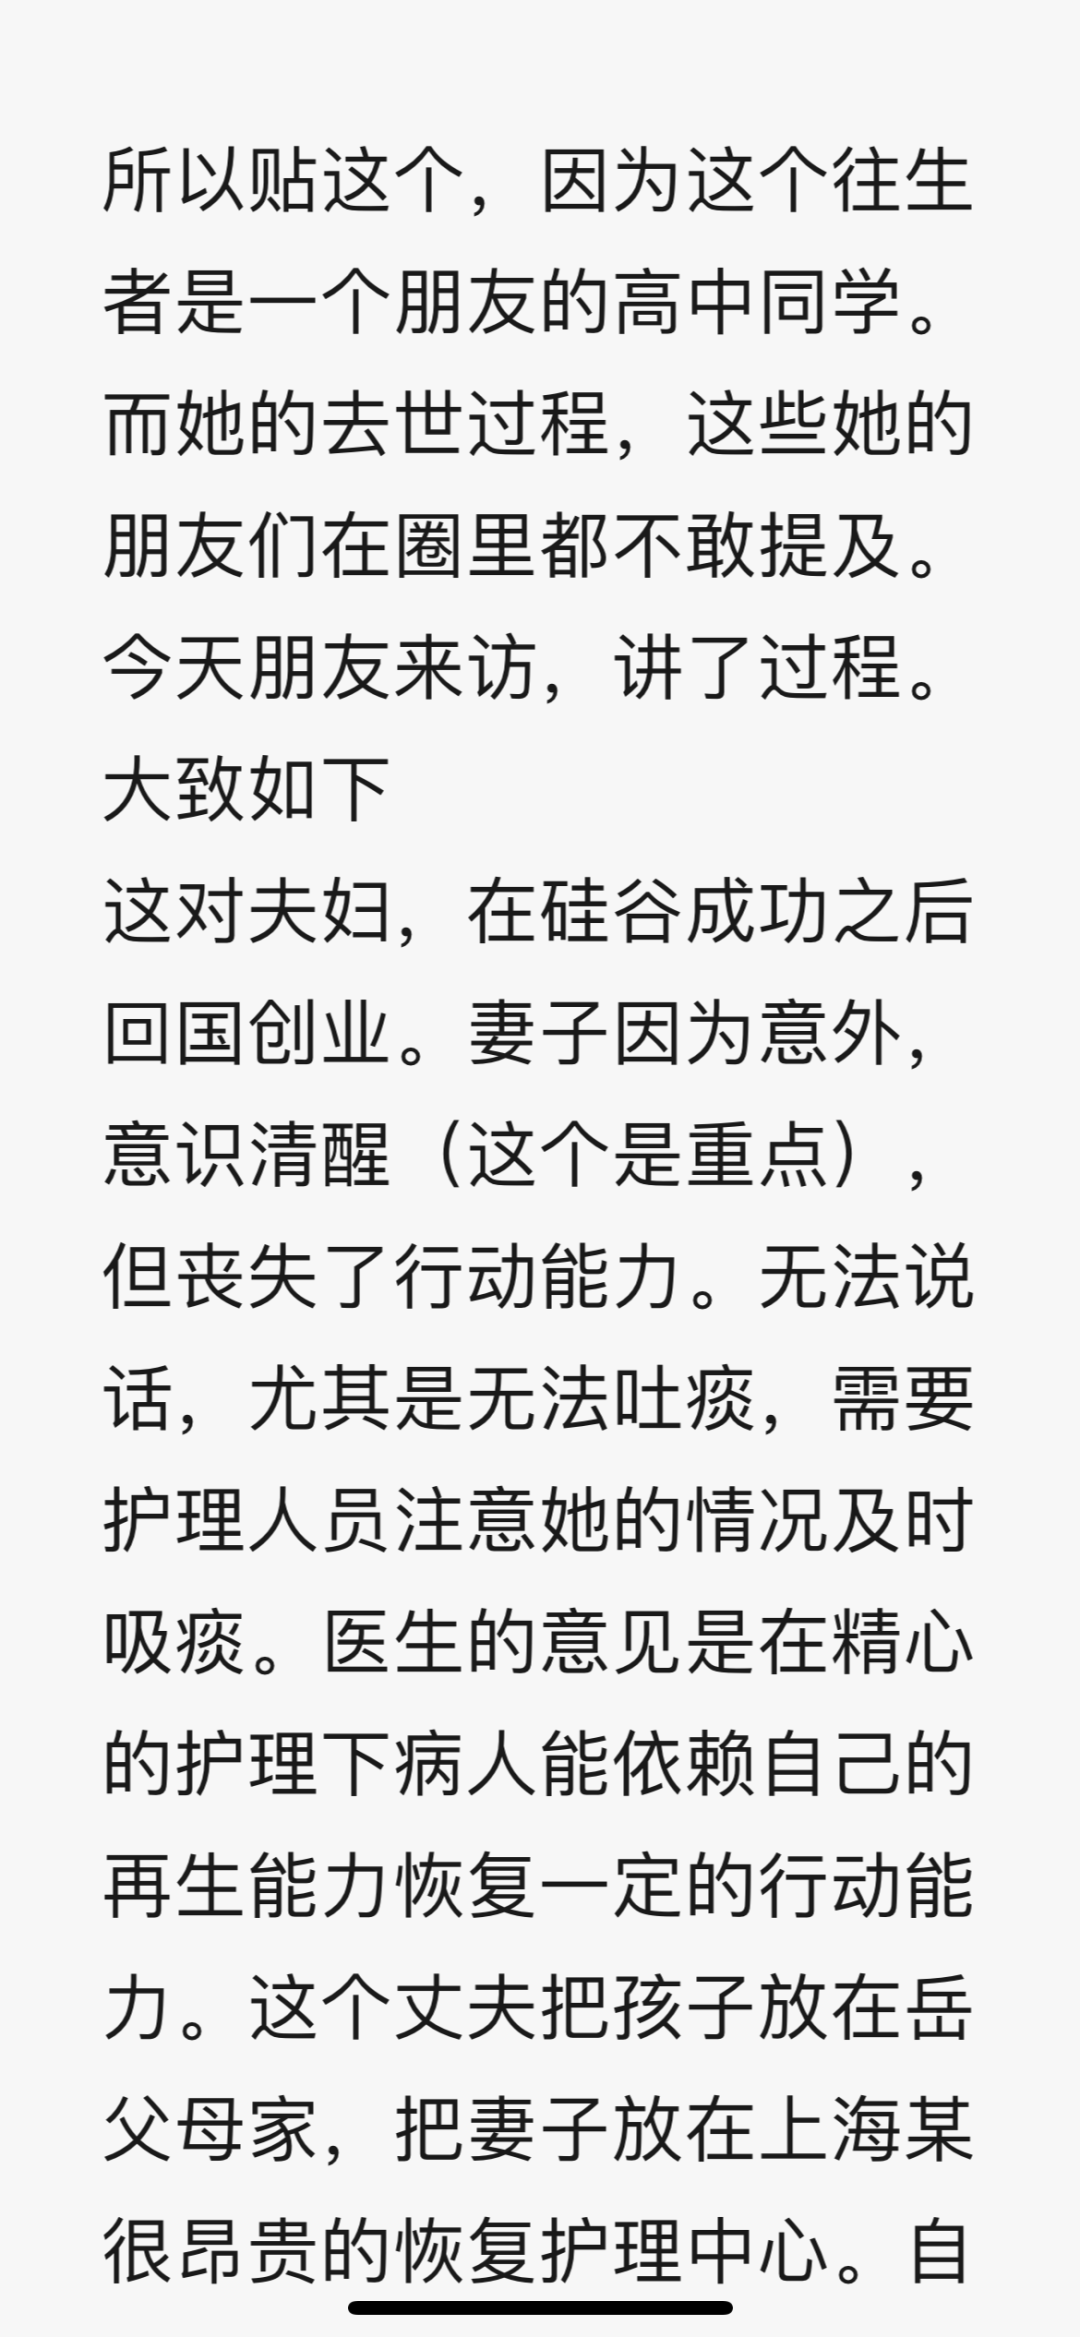 所以贴这个，因为这个往生
者是一个朋友的高中同学。
而她的去世过程，这些她的
朋友们在圈里都不敢提及。
今天朋友来访，讲了过程。
大致如下
这对夫妇，在硅谷成功之后
回国创业。妻子因为意外，
意识清醒（这个是重点），
但丧失了行动能力。无法说
话，尤其是无法吐痰，需要
护理人员注意她的情况及时
吸痰。医生的意见是在精心
的护理下病人能依赖自己的
再生能力恢复一定的行动能
力。这个丈夫把孩子放在岳
父母家，把妻子放在上海某
很昂贵的恢复护理中心。自